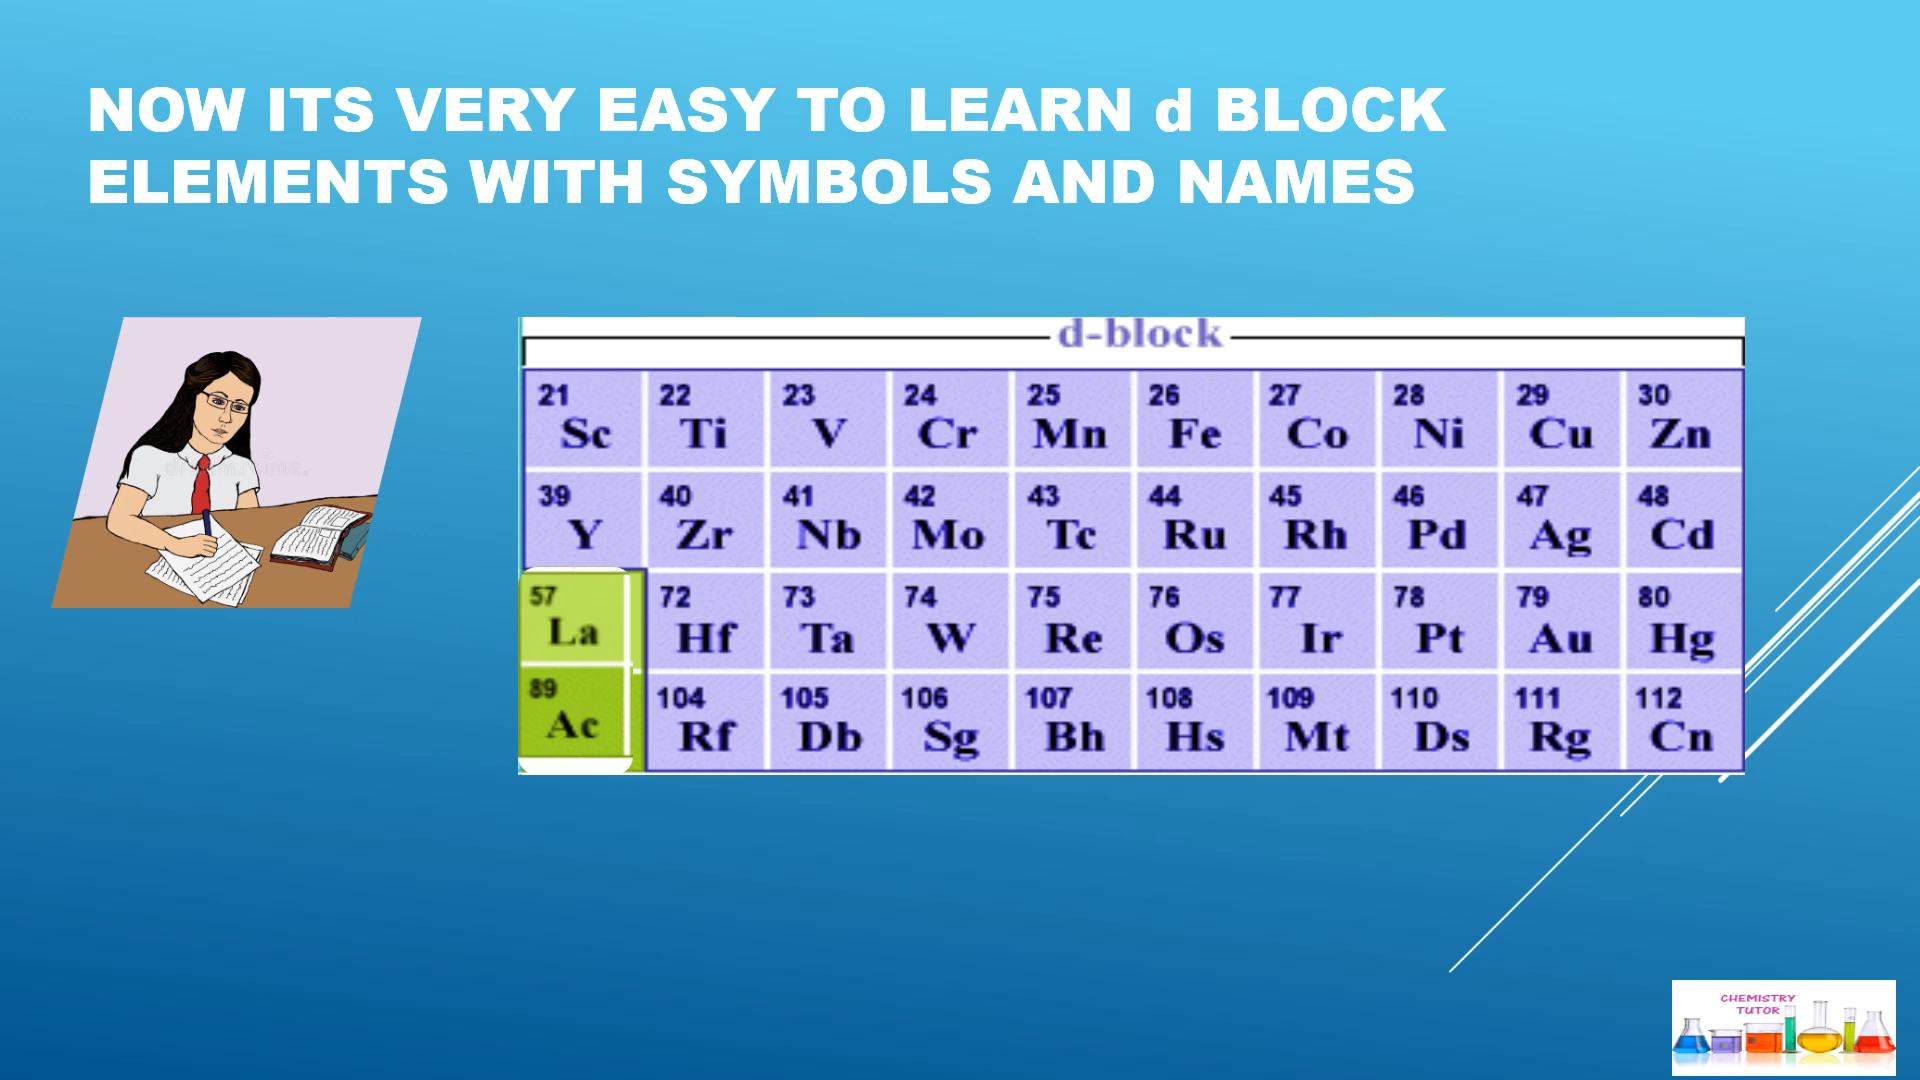 NOW ITS VERY EASY TO LEARN d BLOCK
ELEMENTS WITH SYMBOLS AND NAMES
d-block
21 22 23 24 25 26 27 28 29 30
Sc Ti V Cr Mn Fe Co Ni Cu Zn
39 40 41 42 43 44 45 46 47 48
Y Zr Nb Mo Tc Ru Rh Pd Ag Cd
57 72 73 74 75 76 77 78 79 80
La Hf Ta W Re Os Ir Pt Au Hg
89 104 105 106 107 108 109 110 111 112
Ac Rf Db Sg Bh Hs Mt Ds Rg Cn
CHEMISTRY
TUTOR